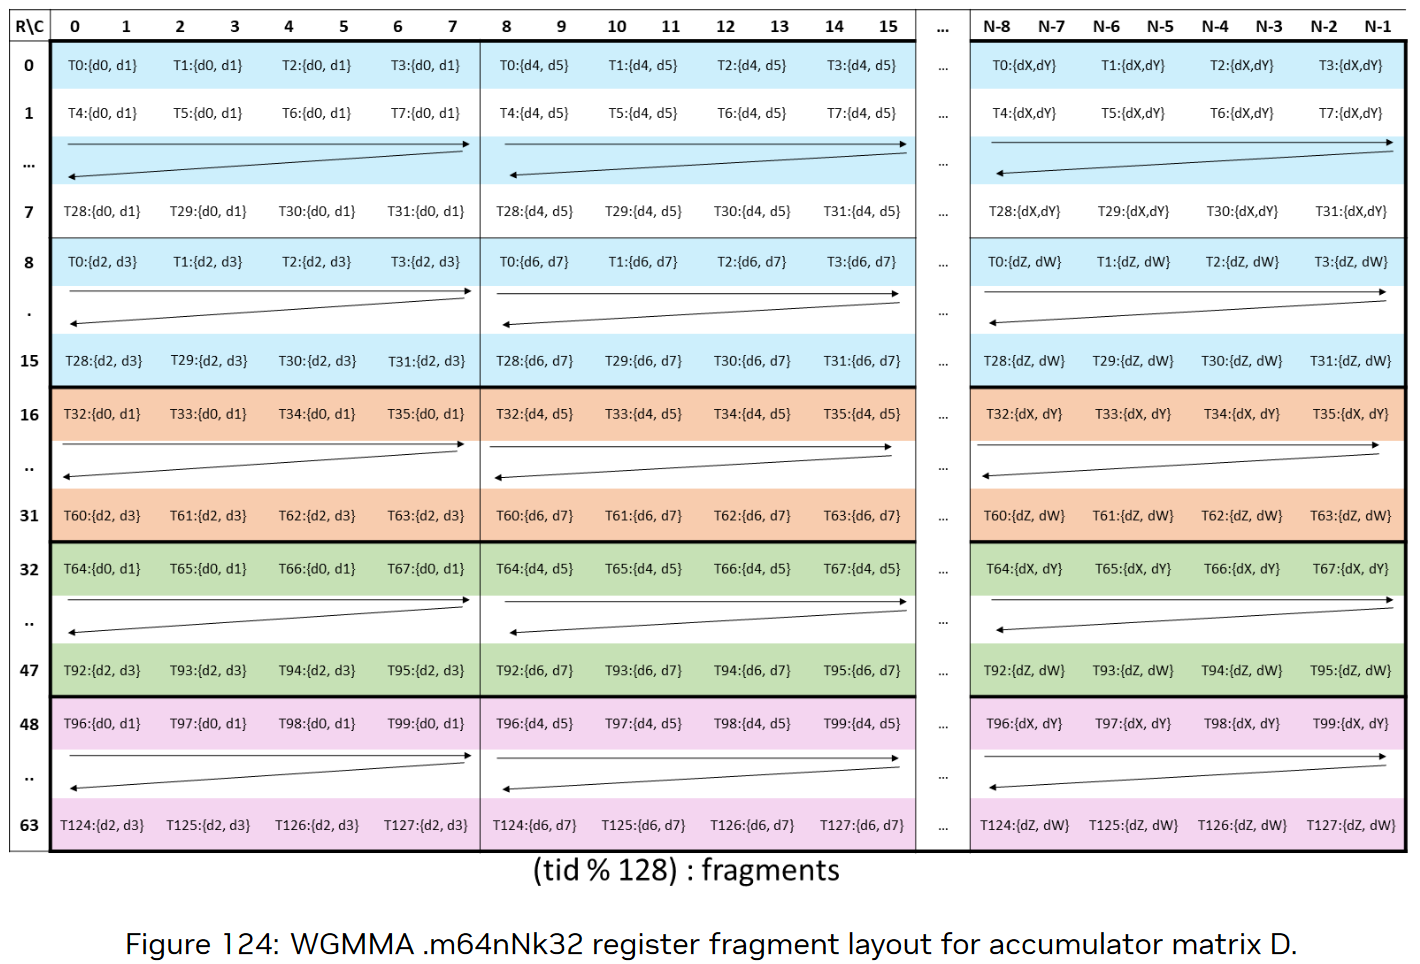 R\C 0 1 2 3 4 5 6 7 8 9 10 11 12 13 14 15 ... N-8 N-7 N-6 N-5 N-4 N-3 N-2 N-1
0 T0:{d0, d1} T1:{d0, d1} T2:{d0, d1} T3:{d0, d1} T0:{d4, d5} T1:{d4, d5} T2:{d4, d5} T3:{d4, d5} ... T0:{dX,dY} T1:{dX,dY} T2:{dX,dY} T3:{dX,dY}
1 T4:{d0, d1} T5:{d0, d1} T6:{d0, d1} T7:{d0, d1} T4:{d4, d5} T5:{d4, d5} T6:{d4, d5} T7:{d4, d5} ... T4:{dX,dY} T5:{dX,dY} T6:{dX,dY} T7:{dX,dY}
... ...
7 T28:{d0, d1} T29:{d0, d1} T30:{d0, d1} T31:{d0, d1} T28:{d4, d5} T29:{d4, d5} T30:{d4, d5} T31:{d4, d5} ... T28:{dX,dY} T29:{dX,dY} T30:{dX,dY} T31:{dX,dY}
8 T0:{d2, d3} T1:{d2, d3} T2:{d2, d3} T3:{d2, d3} T0:{d6, d7} T1:{d6, d7} T2:{d6, d7} T3:{d6, d7} ... T0:{dZ, dW} T1:{dZ, dW} T2:{dZ, dW} T3:{dZ, dW}
. ...
15 T28:{d2, d3} T29:{d2, d3} T30:{d2, d3} T31:{d2, d3} T28:{d6, d7} T29:{d6, d7} T30:{d6, d7} T31:{d6, d7} ... T28:{dZ, dW} T29:{dZ, dW} T30:{dZ, dW} T31:{dZ, dW}
16 T32:{d0, d1} T33:{d0, d1} T34:{d0, d1} T35:{d0, d1} T32:{d4, d5} T33:{d4, d5} T34:{d4, d5} T35:{d4, d5} ... T32:{dX, dY} T33:{dX, dY} T34:{dX, dY} T35:{dX, dY}
.. ...
31 T60:{d2, d3} T61:{d2, d3} T62:{d2, d3} T63:{d2, d3} T60:{d6, d7} T61:{d6, d7} T62:{d6, d7} T63:{d6, d7} ... T60:{dZ, dW} T61:{dZ, dW} T62:{dZ, dW} T63:{dZ, dW}
32 T64:{d0, d1} T65:{d0, d1} T66:{d0, d1} T67:{d0, d1} T64:{d4, d5} T65:{d4, d5} T66:{d4, d5} T67:{d4, d5} ... T64:{dX, dY} T65:{dX, dY} T66:{dX, dY} T67:{dX, dY}
.. ...
47 T92:{d2, d3} T93:{d2, d3} T94:{d2, d3} T95:{d2, d3} T92:{d6, d7} T93:{d6, d7} T94:{d6, d7} T95:{d6, d7} ... T92:{dZ, dW} T93:{dZ, dW} T94:{dZ, dW} T95:{dZ, dW}
48 T96:{d0, d1} T97:{d0, d1} T98:{d0, d1} T99:{d0, d1} T96:{d4, d5} T97:{d4, d5} T98:{d4, d5} T99:{d4, d5} ... T96:{dX, dY} T97:{dX, dY} T98:{dX, dY} T99:{dX, dY}
.. ...
63 T124:{d2, d3} T125:{d2, d3} T126:{d2, d3} T127:{d2, d3} T124:{d6, d7} T125:{d6, d7} T126:{d6, d7} T127:{d6, d7} ... T124:{dZ, dW} T125:{dZ, dW} T126:{dZ, dW} T127:{dZ, dW}
(tid % 128) : fragments
Figure 124: WGMMA .m64nNk32 register fragment layout for accumulator matrix D.